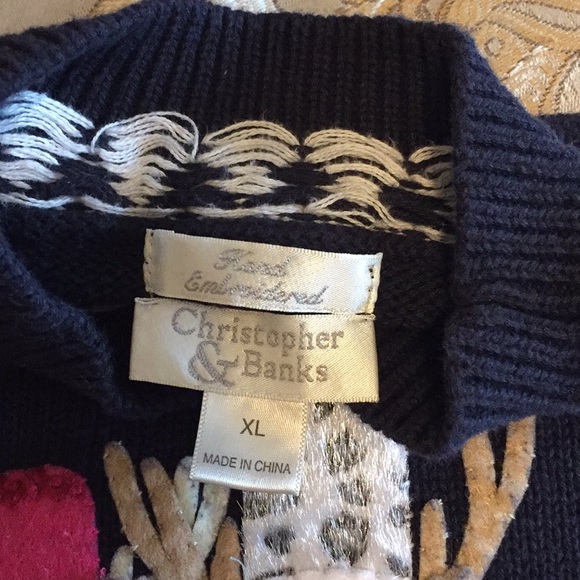 Hand
Embroidered
Christopher
& Banks
XL
MADE IN CHINA